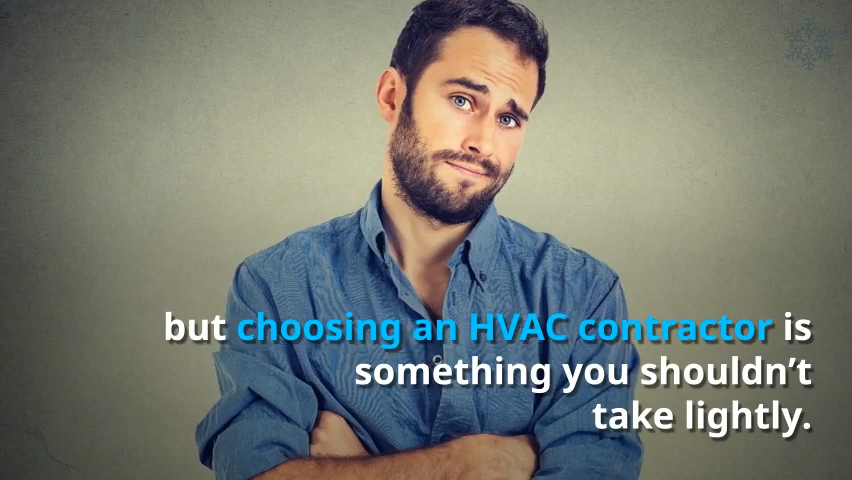 but choosing an HVAC contractor is
something you shouldn’t
take lightly.